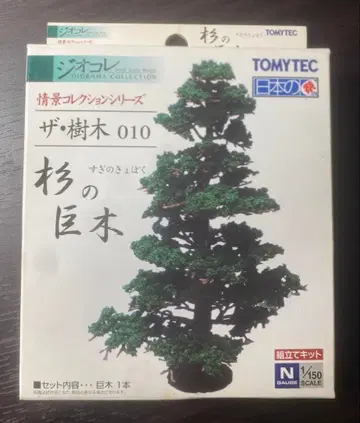 杉の
TOMYTEC
ジオコレ
DIORAMA COLLECTION
日本の
情景コレクションシリーズ
ザ・樹木 010
すぎのきょぼく
杉の
巨木
組立てキット
■セット内容・・・巨木 1本
N
GAUGE
1/150
SCALE